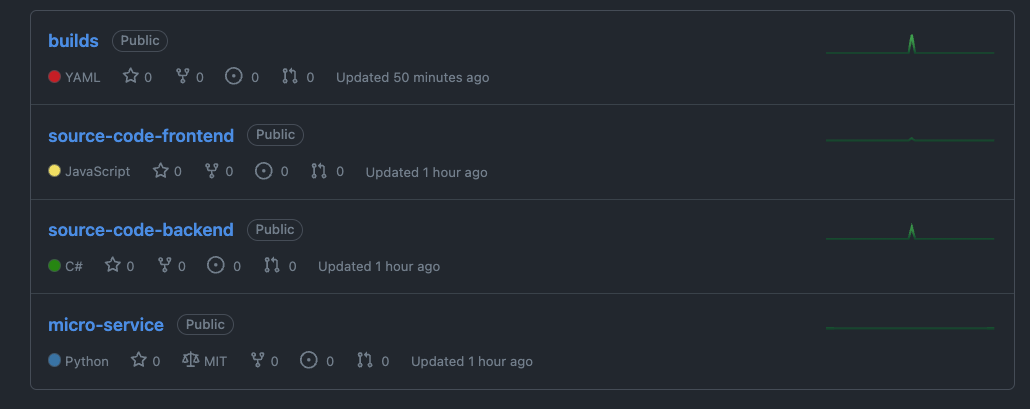 builds Public
YAML 0 0 0 0 Updated 50 minutes ago
source-code-frontend Public
JavaScript 0 0 0 0 Updated 1 hour ago
source-code-backend Public
C# 0 0 0 0 Updated 1 hour ago
micro-service Public
Python 0 MIT 0 0 0 Updated 1 hour ago